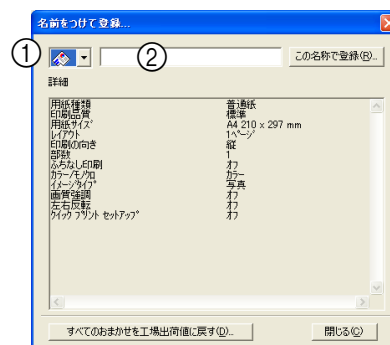 名前をつけて登録...
① ② この名称で登録(R)...
詳細
用紙種類 普通紙
印刷品質 標準
用紙サイズ A4 210 x 297 mm
レイアウト 1ページ
印刷の向き 縦
部数 1
ふちなし印刷 オフ
カラー/モノクロ カラー
イメージタイプ 写真
画質強調 オフ
左右反転 オフ
クイック プリント セットアップ オフ
すべてのおまかせを工場出荷値に戻す(D)... 閉じる(C)